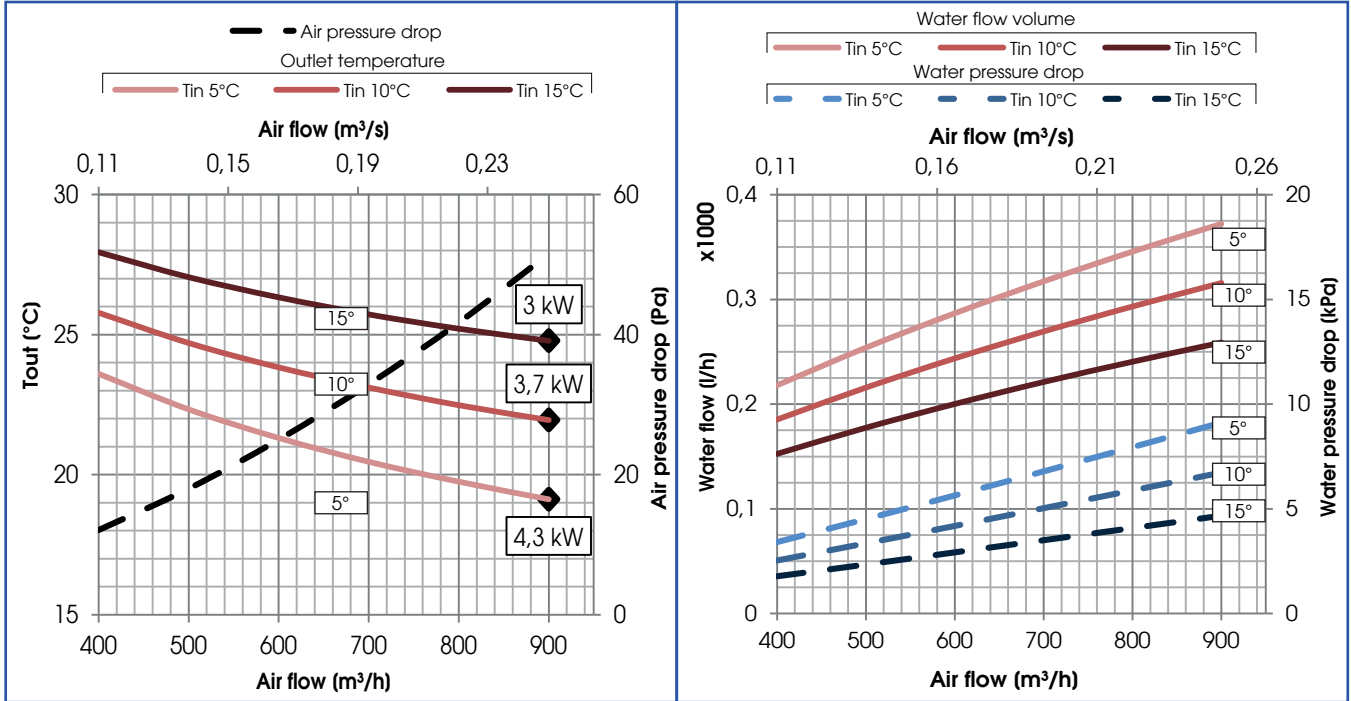 Air pressure drop
Outlet temperature
Tin 5°C Tin 10°C Tin 15°C
Air flow (m³/s)
0,11 0,15 0,19 0,23
30 60
25 40
20 20
15 0
Tout (°C)
Air pressure drop (Pa)
15°
10°
5°
3 kW
3,7 kW
4,3 kW
400 500 600 700 800 900
Air flow (m³/h)
Water flow volume
Tin 5°C Tin 10°C Tin 15°C
Water pressure drop
Tin 5°C Tin 10°C Tin 15°C
Air flow (m³/s)
0,11 0,16 0,21 0,26
0,4 20
0,3 15
0,2 10
0,1 5
0 0
x1000
Water flow (l/h)
Water pressure drop (kPa)
5°
10°
15°
5°
10°
15°
400 500 600 700 800 900
Air flow (m³/h)